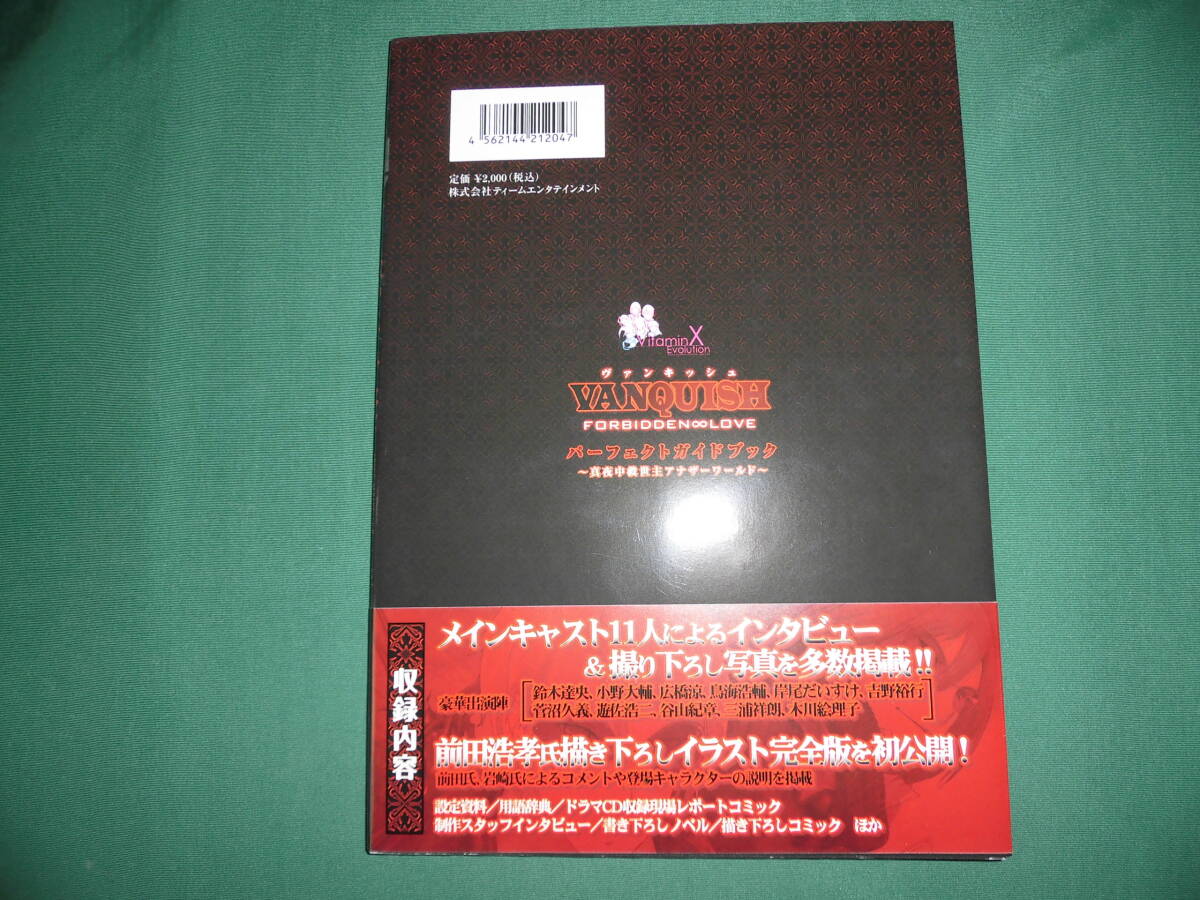 4 562144 212047
定価 ¥2,000(税込)
株式会社ティームエンタテインメント
VitaminX
Evolution
ヴァンキッシュ
VANQUISH
FORBIDDEN∞LOVE
パーフェクトガイドブック
～真夜中救世主アナザーワールド～
収録内容
メインキャスト11人によるインタビュー
&撮り下ろし写真を多数掲載!!
豪華出演陣
鈴木達央、小野大輔、広橋涼、鳥海浩輔、岸尾だいすけ、吉野裕行
菅沼久義、遊佐浩二、谷山紀章、三浦祥朗、木川絵理子
前田浩孝氏描き下ろしイラスト完全版を初公開!
前田氏、岩崎氏によるコメントや登場キャラクターの説明を掲載
設定資料/用語辞典/ドラマCD収録現場レポートコミック
制作スタッフインタビュー/書き下ろしノベル/描き下ろしコミック ほか